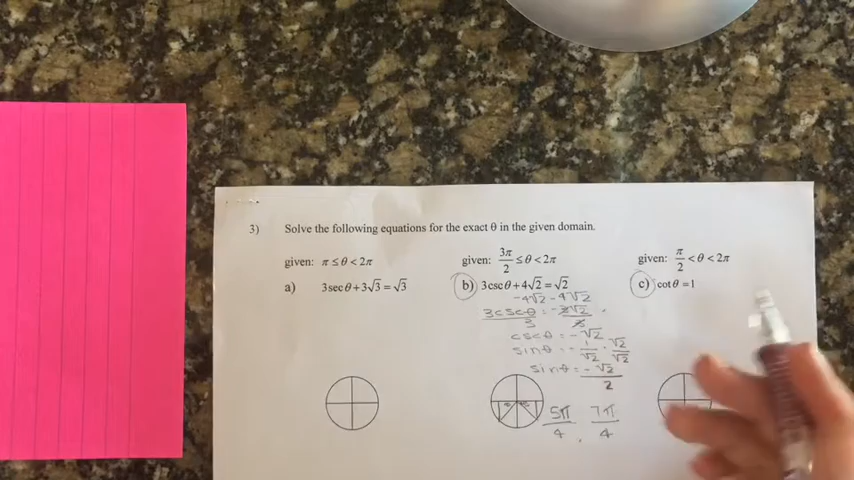 3) Solve the following equations for the exact θ in the given domain.
given: π ≤ θ < 2π
a) 3secθ + 3√3 = √3
given: 3π/2 ≤ θ < 2π
b) 3cscθ + 4√2 = √2
-4√2 -4√2
3cscθ/3 = -3√2/3
cscθ = -√2
sinθ = -1/√2 · √2/√2
sinθ = -√2/2
5π/4, 7π/4
given: π/2 < θ < 2π
c) cotθ = 1